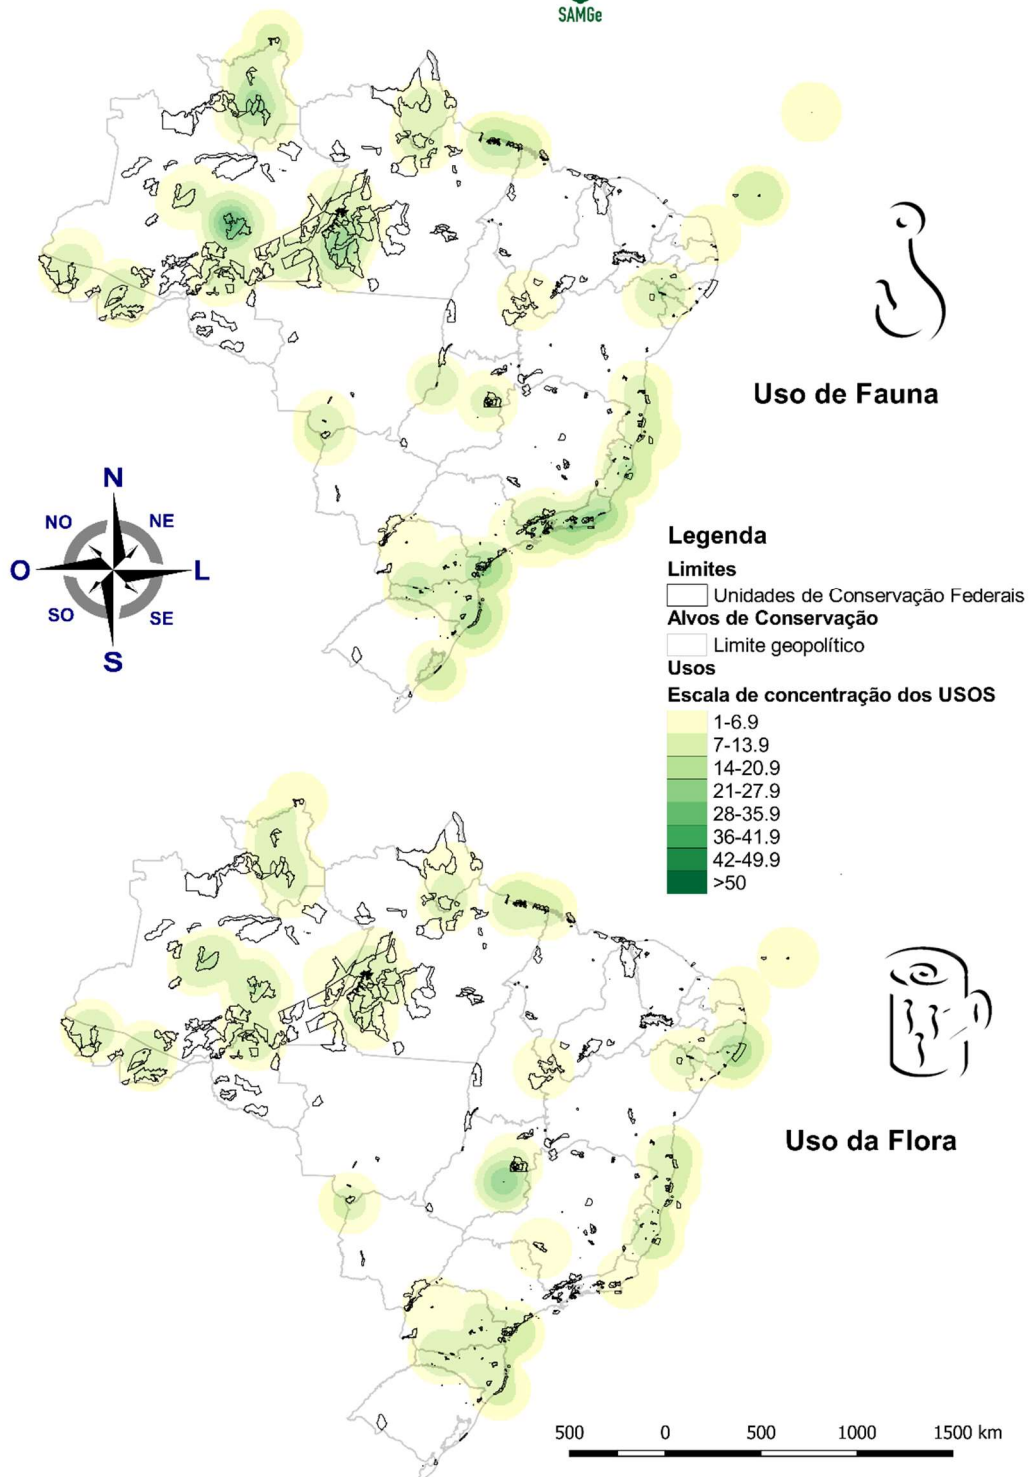 SAMGe
Uso de Fauna
N
NO
NE
O
L
SO
SE
S
Legenda
Limites
Unidades de Conservação Federais
Alvos de Conservação
Limite geopolítico
Usos
Escala de concentração dos USOS
1-6.9
7-13.9
14-20.9
21-27.9
28-35.9
36-41.9
42-49.9
>50
Uso da Flora
500 0 500 1000 1500 km